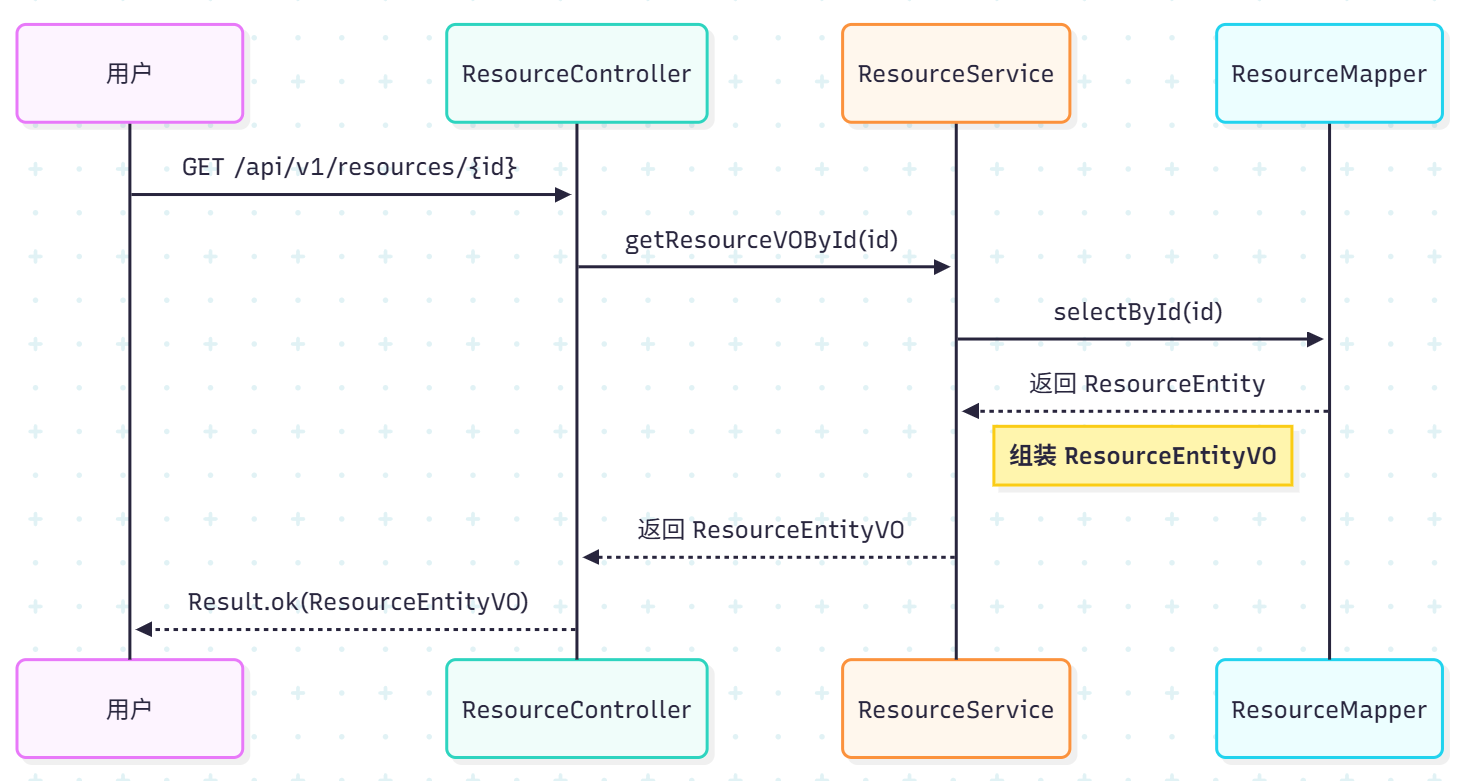 用户
ResourceController
ResourceService
ResourceMapper
GET /api/v1/resources/{id}
getResourceVOById(id)
selectById(id)
返回 ResourceEntity
组装 ResourceEntityVO
返回 ResourceEntityVO
Result.ok(ResourceEntityVO)
用户
ResourceController
ResourceService
ResourceMapper